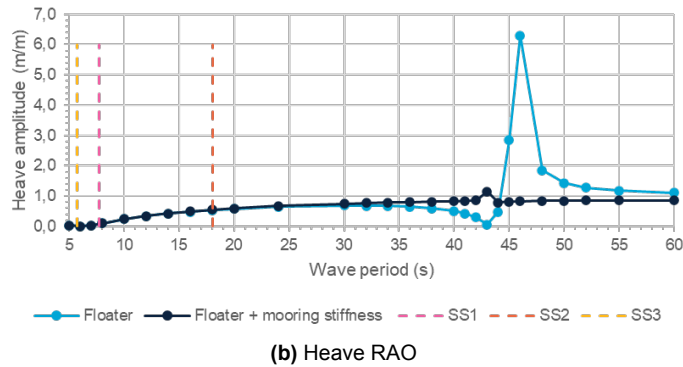 7,0
6,0
5,0
4,0
3,0
2,0
1,0
0,0
Heave amplitude (m/m)
5 10 15 20 25 30 35 40 45 50 55 60
Wave period (s)
Floater Floater + mooring stiffness SS1 SS2 SS3
(b) Heave RAO